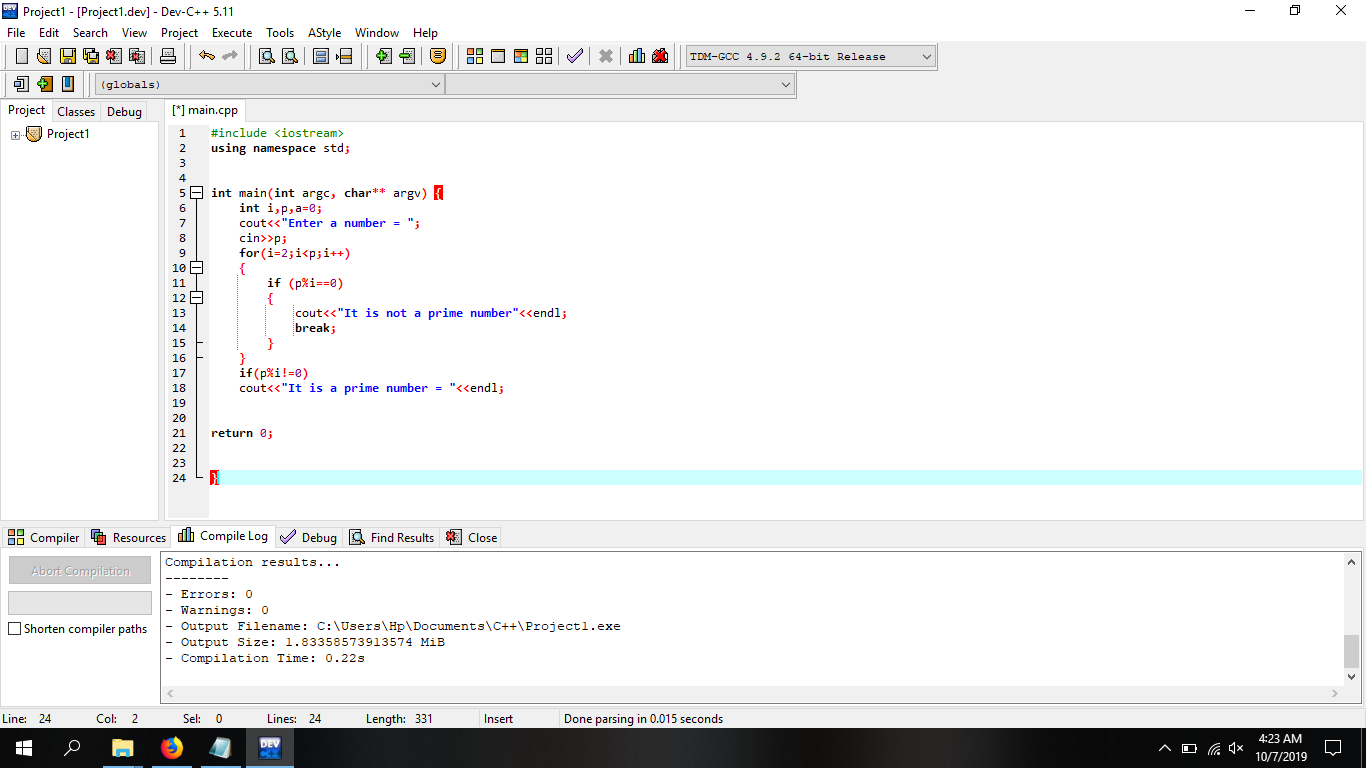 Project1 - [Project1.dev] - Dev-C++ 5.11
File Edit Search View Project Execute Tools AStyle Window Help
TDM-GCC 4.9.2 64-bit Release
(globals)
Project Classes Debug
[*] main.cpp
Project1
1 #include <iostream>
2 using namespace std;
3
4
5 int main(int argc, char** argv) {
6 int i,p,a=0;
7 cout<<"Enter a number = ";
8 cin>>p;
9 for(i=2;i<p;i++)
10 {
11 if (p%i==0)
12 {
13 cout<<"It is not a prime number"<<endl;
14 break;
15 }
16 }
17 if(p%i!=0)
18 cout<<"It is a prime number = "<<endl;
19
20
21 return 0;
22
23
24 }
Compiler Resources Compile Log Debug Find Results Close
Abort Compilation
Shorten compiler paths
Compilation results...
--------
- Errors: 0
- Warnings: 0
- Output Filename: C:\Users\Hp\Documents\C++\Project1.exe
- Output Size: 1.83358573913574 MiB
- Compilation Time: 0.22s
Line: 24 Col: 2 Sel: 0 Lines: 24 Length: 331 Insert Done parsing in 0.015 seconds
DEV
4:23 AM
10/7/2019